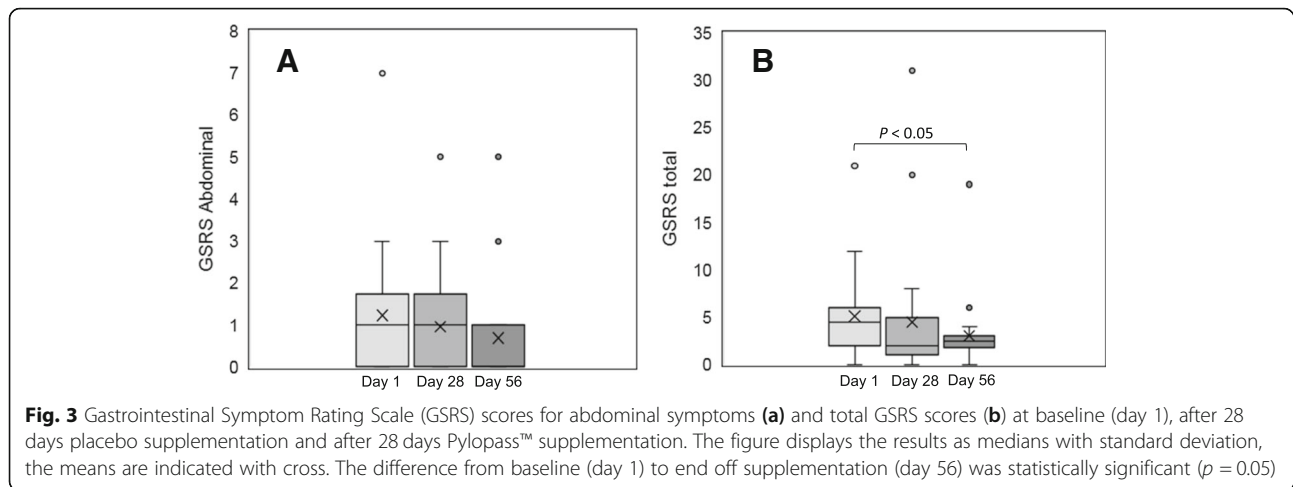 A
8
7
6
5
4
3
2
1
0
GSRS Abdominal
Day 1 Day 28 Day 56
B
35
30
25
20
15
10
5
0
GSRS total
P < 0.05
Day 1 Day 28 Day 56
Fig. 3 Gastrointestinal Symptom Rating Scale (GSRS) scores for abdominal symptoms (a) and total GSRS scores (b) at baseline (day 1), after 28
days placebo supplementation and after 28 days Pylopass™ supplementation. The figure displays the results as medians with standard deviation,
the means are indicated with cross. The difference from baseline (day 1) to end off supplementation (day 56) was statistically significant (p = 0.05)